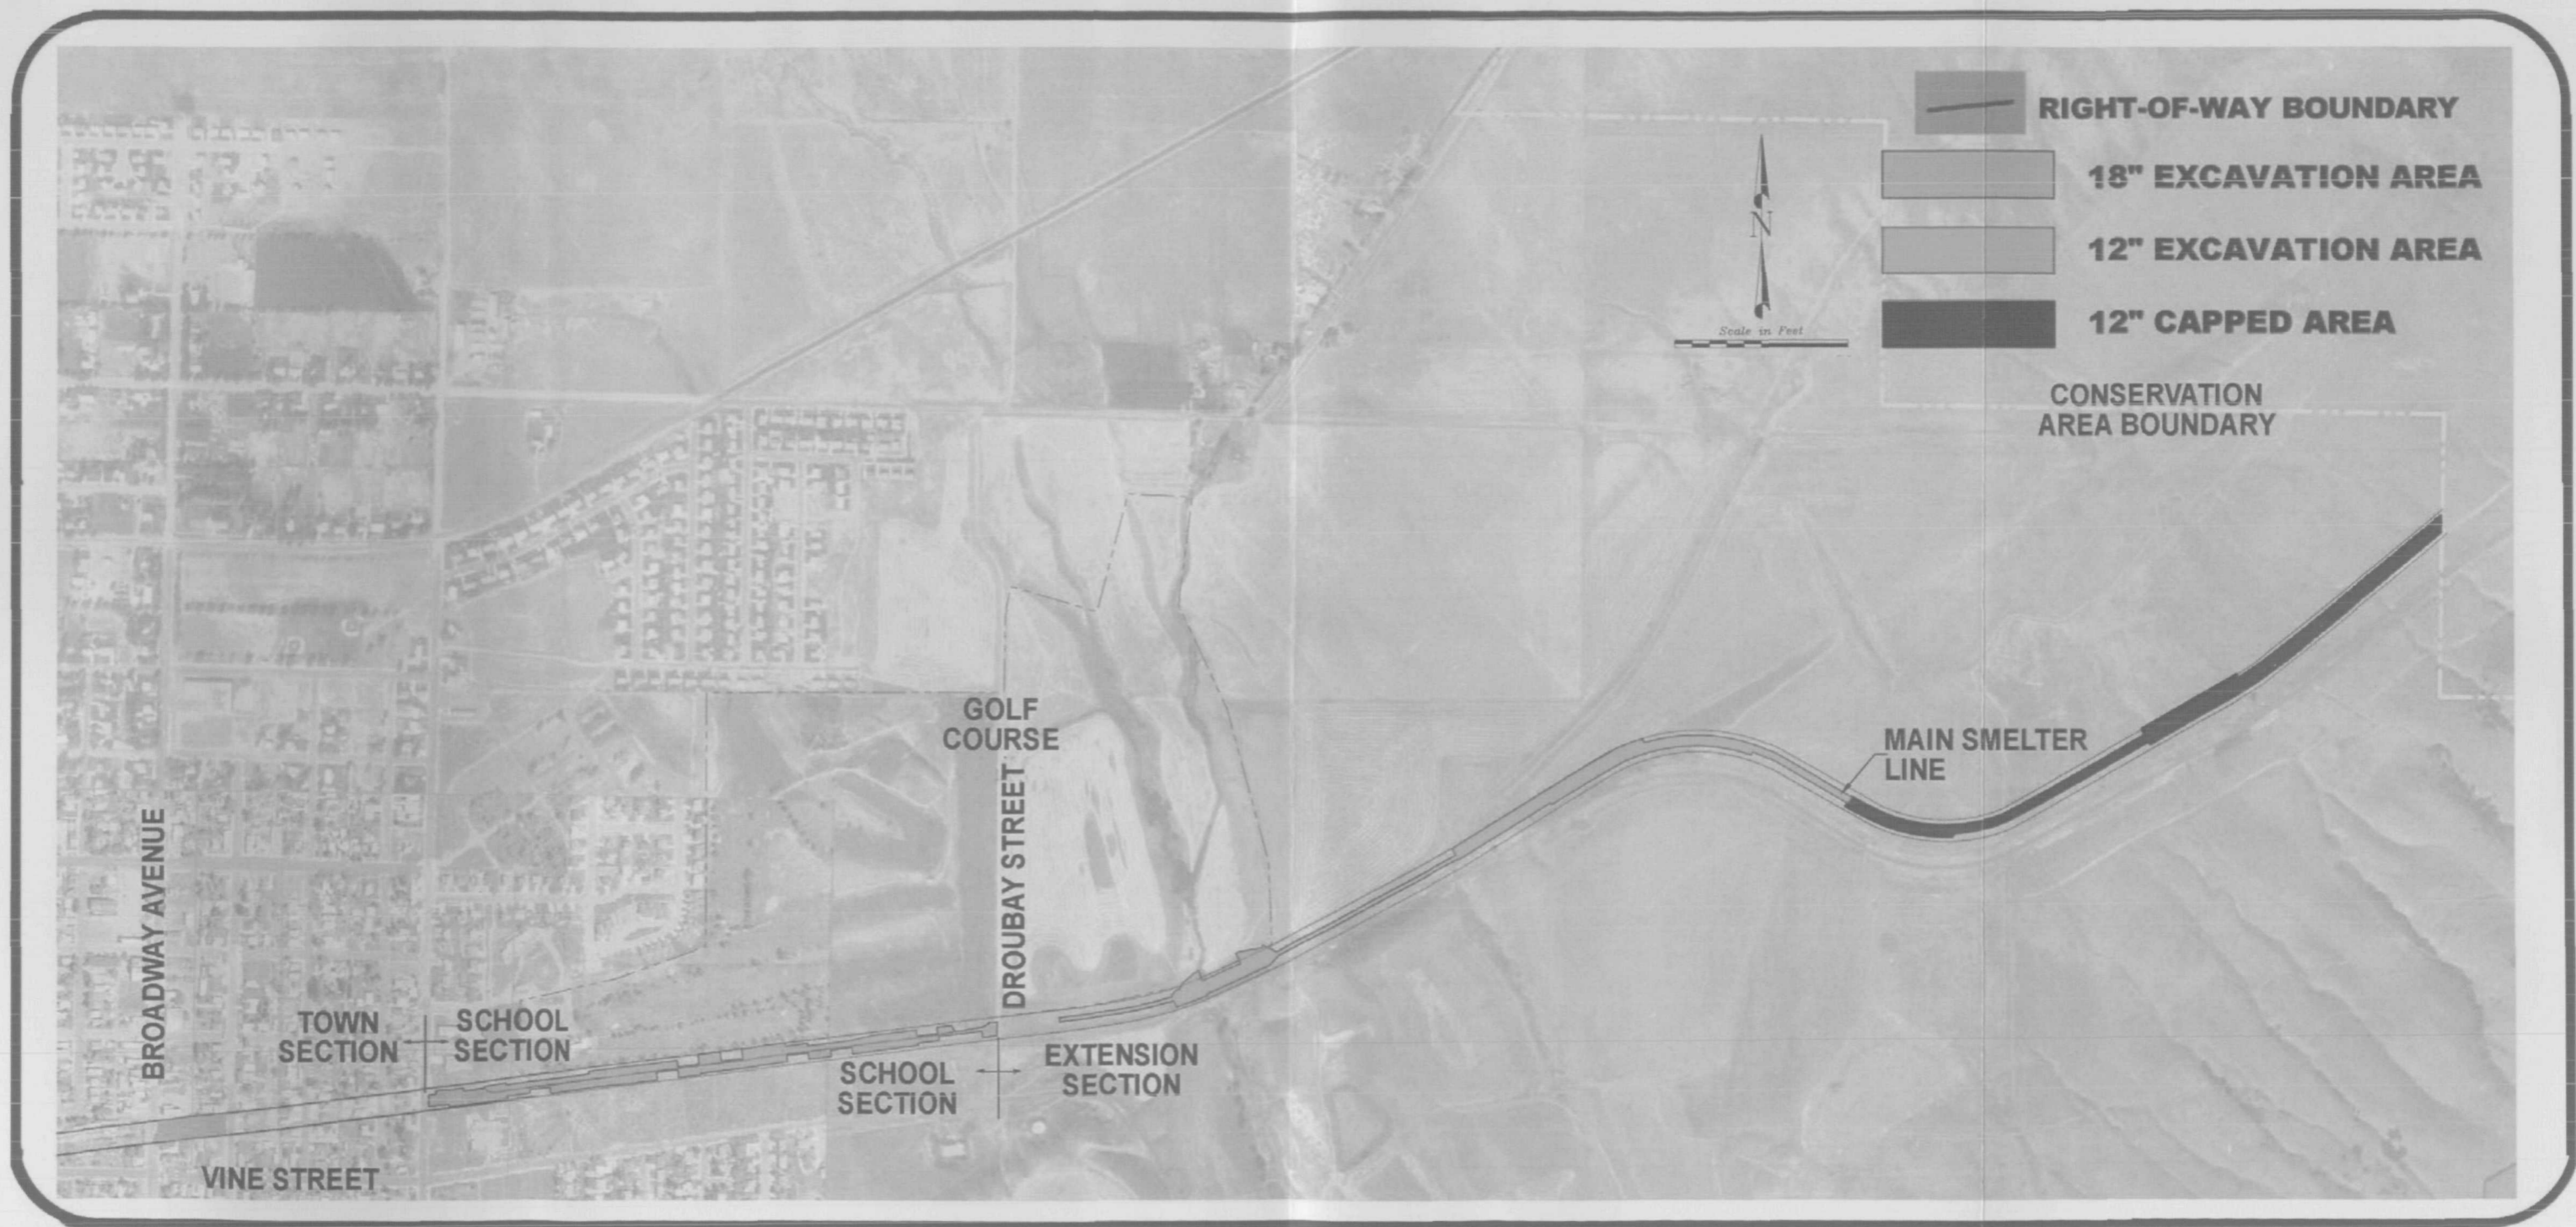 RIGHT-OF-WAY BOUNDARY
18" EXCAVATION AREA
12" EXCAVATION AREA
12" CAPPED AREA
N
Scale in Feet
CONSERVATION
AREA BOUNDARY
GOLF
COURSE
MAIN SMELTER
LINE
BROADWAY AVENUE
DROUBAY STREET
TOWN
SECTION
SCHOOL
SECTION
SCHOOL
SECTION
EXTENSION
SECTION
VINE STREET